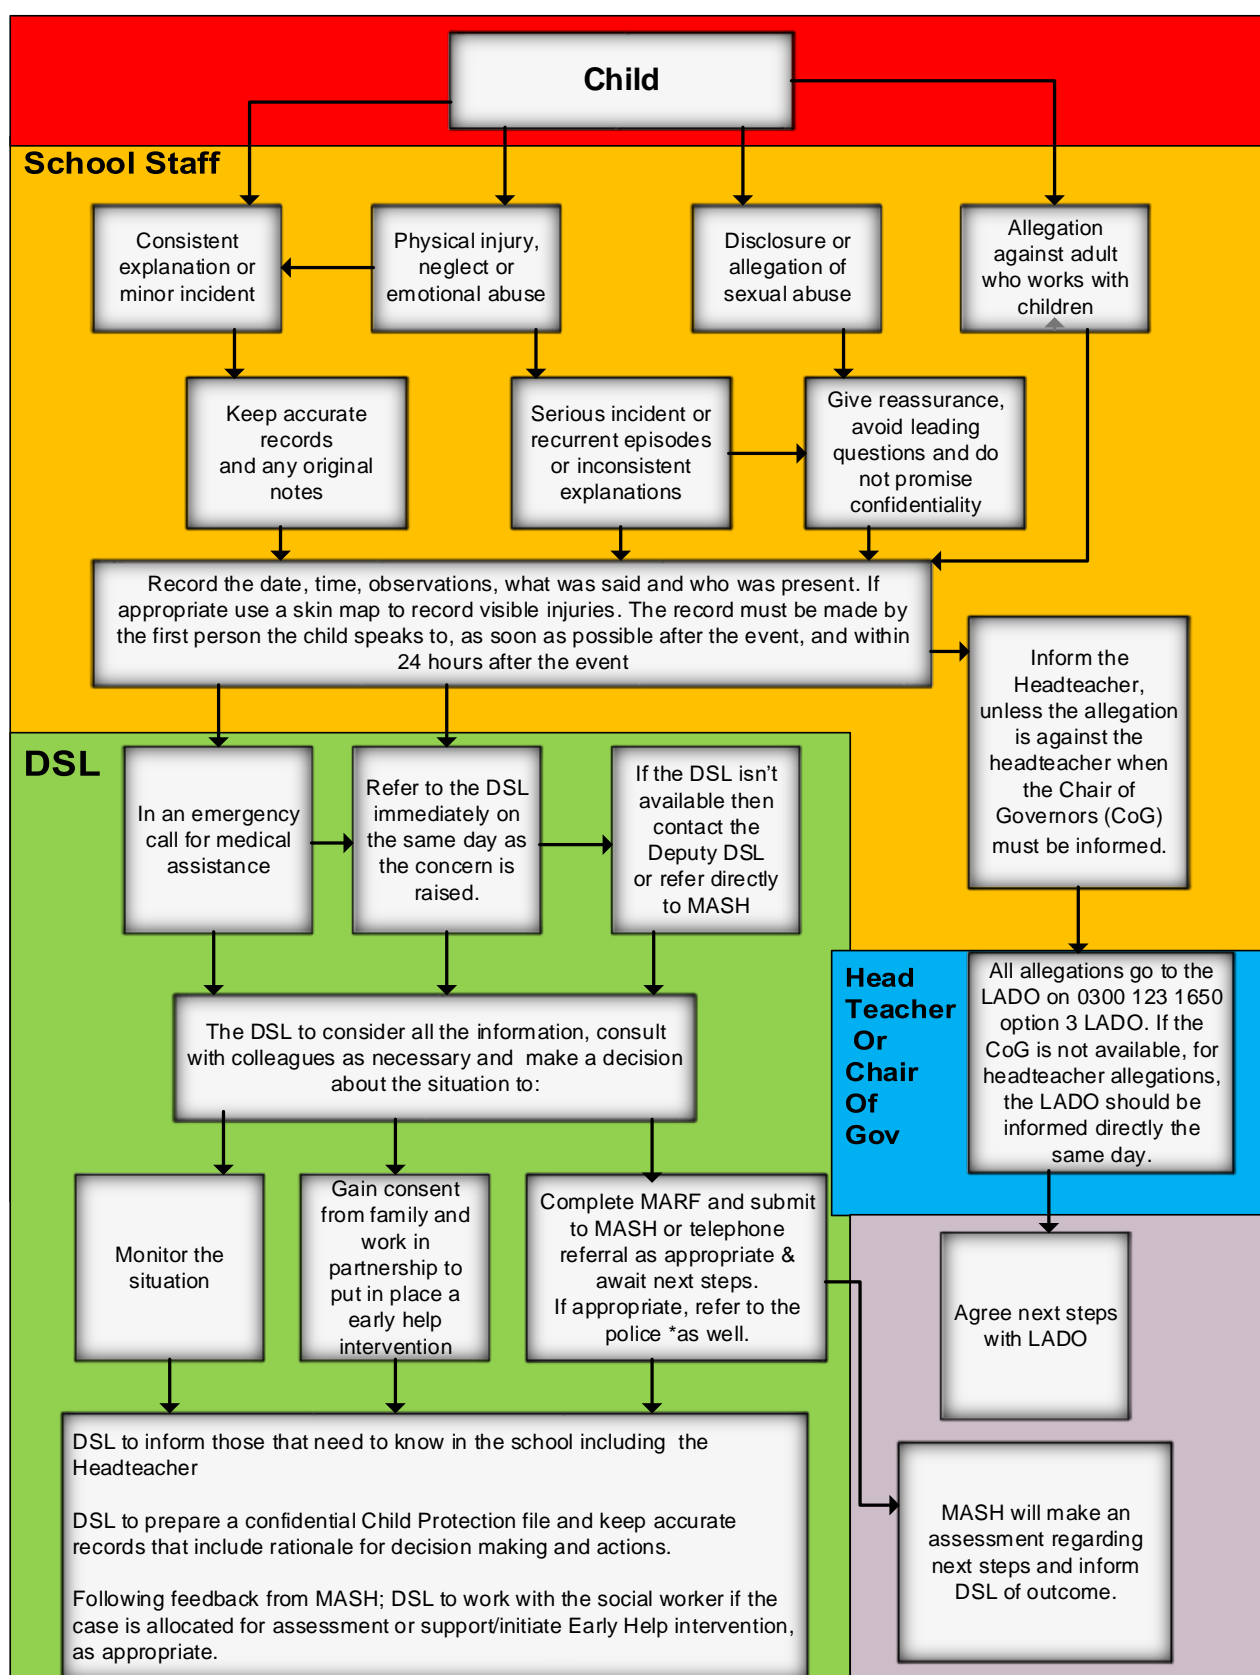 Child
School Staff
Consistent
explanation or
minor incident
Physical injury,
neglect or
emotional abuse
Disclosure or
allegation of
sexual abuse
Allegation
against adult
who works with
children
Keep accurate
records
and any original
notes
Serious incident or
recurrent episodes
or inconsistent
explanations
Give reassurance,
avoid leading
questions and do
not promise
confidentiality
Record the date, time, observations, what was said and who was present. If
appropriate use a skin map to record visible injuries. The record must be made by
the first person the child speaks to, as soon as possible after the event, and within
24 hours after the event
Inform the
Headteacher,
unless the allegation
is against the
headteacher when
the Chair of
Governors (CoG)
must be informed.
DSL
In an emergency
call for medical
assistance
Refer to the DSL
immediately on
the same day as
the concern is
raised.
If the DSL isn't
available then
contact the
Deputy DSL
or refer directly
to MASH
Head
Teacher
Or
Chair
Of
Gov
All allegations go to the
LADO on 0300 123 1650
option 3 LADO. If the
CoG is not available, for
headteacher allegations,
the LADO should be
informed directly the
same day.
The DSL to consider all the information, consult
with colleagues as necessary and make a decision
about the situation to:
Monitor the
situation
Gain consent
from family and
work in
partnership to
put in place a
early help
intervention
Complete MARF and submit
to MASH or telephone
referral as appropriate &
await next steps.
If appropriate, refer to the
police *as well.
Agree next steps
with LADO
DSL to inform those that need to know in the school including the
Headteacher
DSL to prepare a confidential Child Protection file and keep accurate
records that include rationale for decision making and actions.
Following feedback from MASH; DSL to work with the social worker if the
case is allocated for assessment or support/initiate Early Help intervention,
as appropriate.
MASH will make an
assessment regarding
next steps and inform
DSL of outcome.